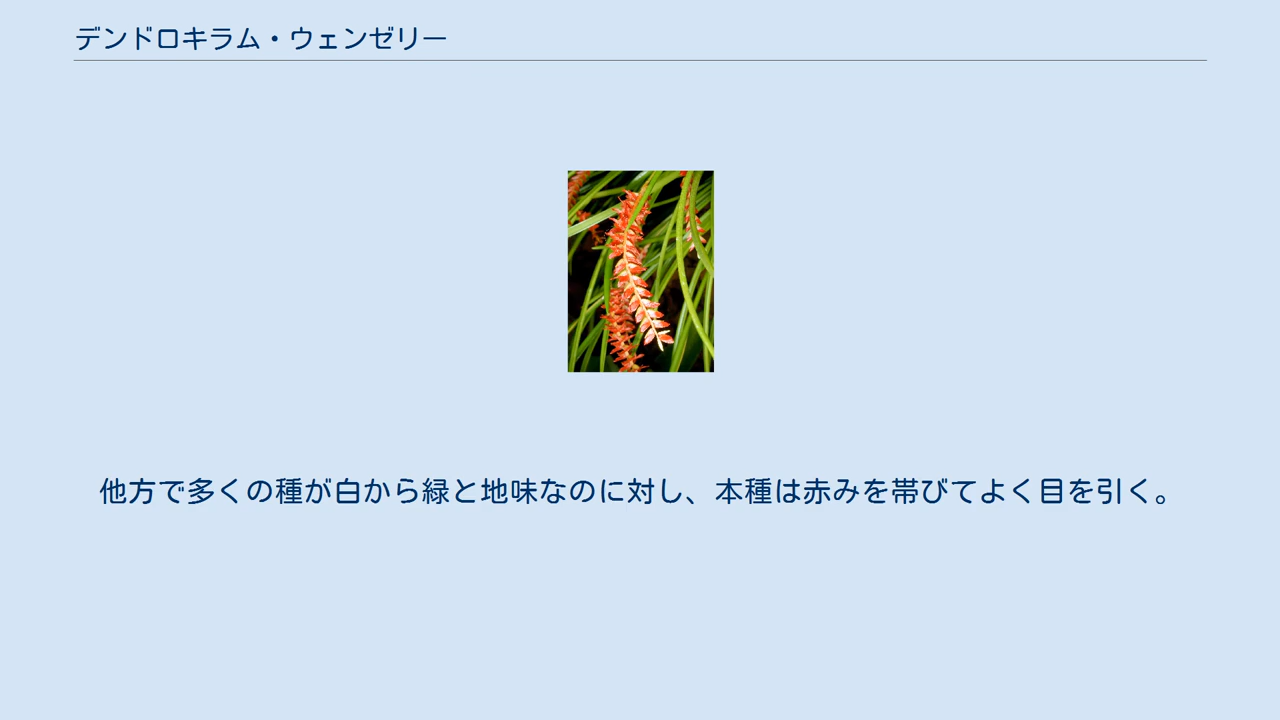 デンドロキラム・ウェンゼリー
他方で多くの種が白から緑と地味なのに対し、本種は赤みを帯びてよく目を引く。